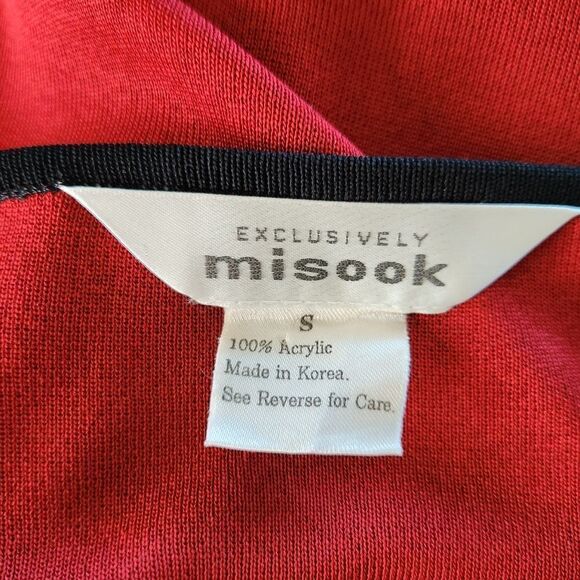 EXCLUSIVELY
misook
S
100% Acrylic
Made in Korea.
See Reverse for Care.